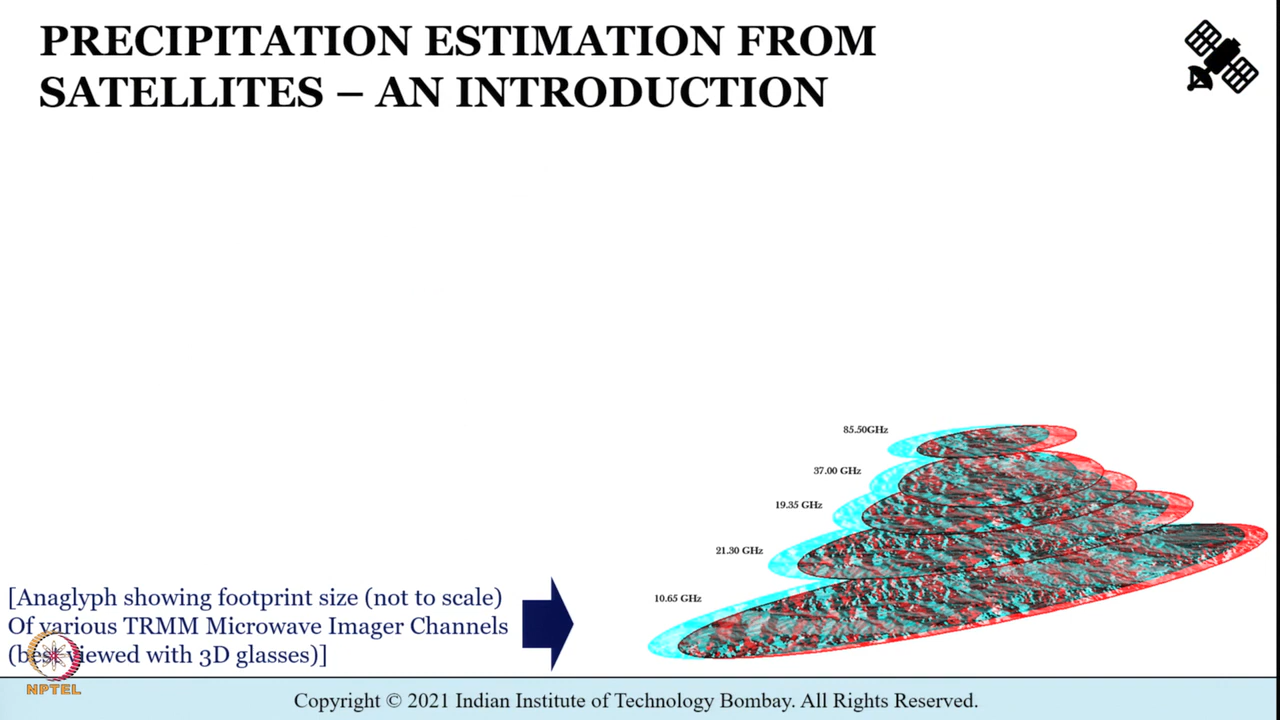 PRECIPITATION ESTIMATION FROM
SATELLITES – AN INTRODUCTION
85.50GHz
37.00 GHz
19.35 GHz
21.30 GHz
10.65 GHz
[Anaglyph showing footprint size (not to scale)
Of various TRMM Microwave Imager Channels
(best viewed with 3D glasses)]
NPTEL
Copyright © 2021 Indian Institute of Technology Bombay. All Rights Reserved.